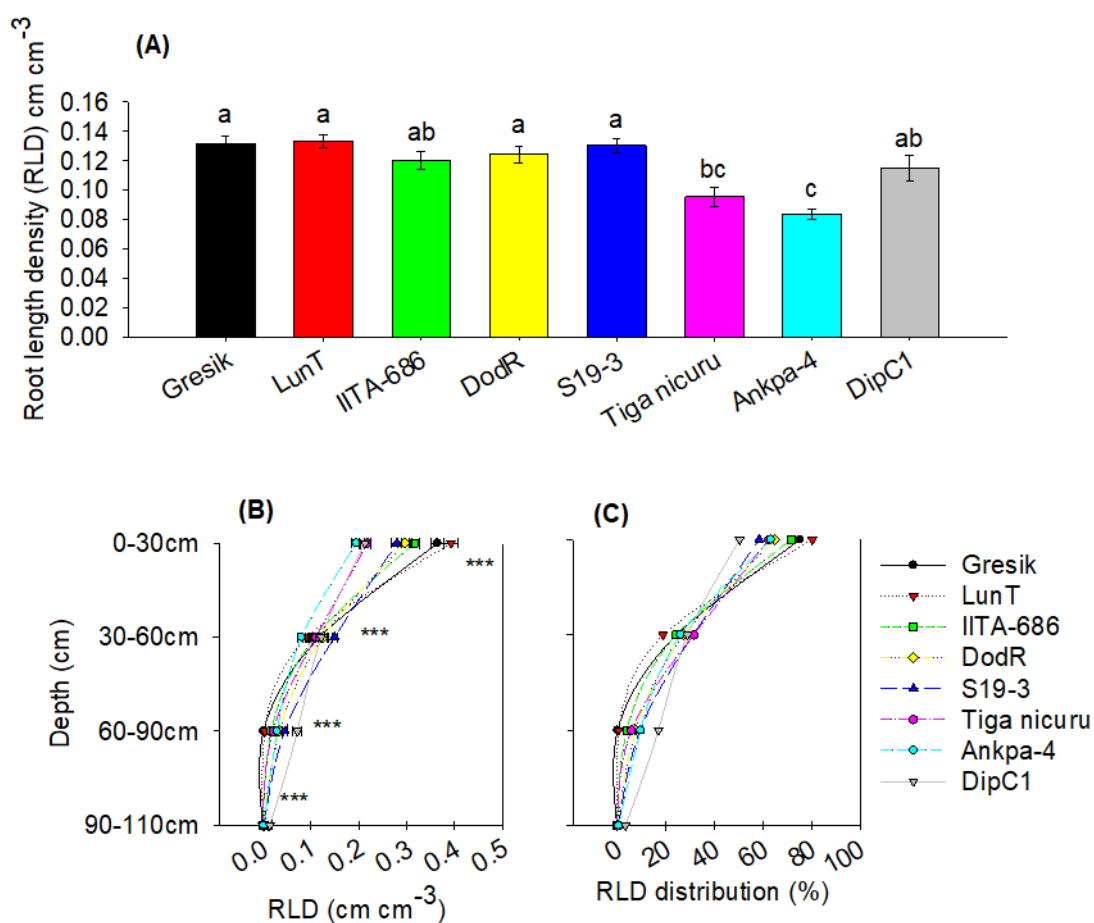 (A)
Root length density (RLD) cm cm-3
0.16
0.14
0.12
0.10
0.08
0.06
0.04
0.02
0.00
a
a
ab
a
a
bc
c
ab
Gresik
LunT
IITA-686
DodR
S19-3
Tiga nicuru
Ankpa-4
DipC1
(B)
Depth (cm)
0-30cm
30-60cm
60-90cm
90-110cm
***
***
***
***
0.0
0.1
0.2
0.3
0.4
0.5
RLD (cm cm-3)
(C)
0
20
40
60
80
100
RLD distribution (%)
Gresik
LunT
IITA-686
DodR
S19-3
Tiga nicuru
Ankpa-4
DipC1